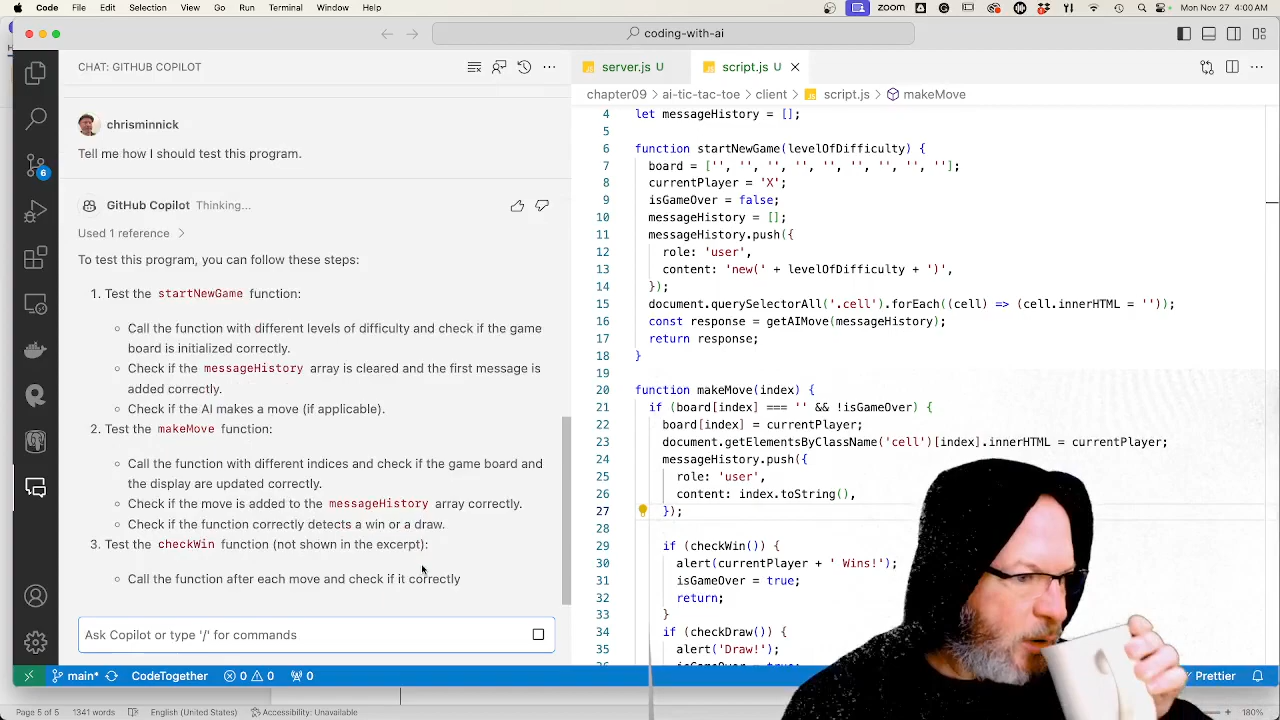 Code File Edit Selection View Go Run Terminal Window Help
zoom
Mon Nov 27 4:00AM
coding-with-ai
CHAT: GITHUB COPILOT
chrisminnick
Tell me how I should test this program.
GitHub Copilot Thinking...
Used 1 reference
To test this program, you can follow these steps:
1. Test the startNewGame function:
Call the function with different levels of difficulty and check if the game
board is initialized correctly.
Check if the messageHistory array is cleared and the first message is
added correctly.
Check if the AI makes a move (if applicable).
2. Test the makeMove function:
Call the function with different indices and check if the game board and
the display are updated correctly.
Check if the move is added to the messageHistory array correctly.
Check if the function correctly detects a win or a draw.
3. Test the checkWin function (not shown in the excerpt):
Call the function after each move and check if it correctly
Ask Copilot or type '/' for commands
server.js U
script.js U
chapter09 > ai-tic-tac-toe > client > script.js > makeMove
4 let messageHistory = [];
5
6 function startNewGame(levelOfDifficulty) {
7 board = ['', '', '', '', '', '', '', '', ''];
8 currentPlayer = 'X';
9 isGameOver = false;
10 messageHistory = [];
11 messageHistory.push({
12 role: 'user',
13 content: 'new(' + levelOfDifficulty + ')',
14 });
15 document.querySelectorAll('.cell').forEach((cell) => (cell.innerHTML = ''));
16 const response = getAIMove(messageHistory);
17 return response;
18 }
19
20 function makeMove(index) {
21 if (board[index] === '' && !isGameOver) {
22 board[index] = currentPlayer;
23 document.getElementsByClassName('cell')[index].innerHTML = currentPlayer;
24 messageHistory.push({
25 role: 'user',
26 content: index.toString(),
27 });
28
29 if (checkWin()) {
30 alert(currentPlayer + ' Wins!');
31 isGameOver = true;
32 return;
33 }
34 if (checkDraw()) {
35 alert('Draw!');
6
main* CodeTogether 0 0 0
Prettier
Page 5 of 5
United States
Accessibility: Unavailable
180%